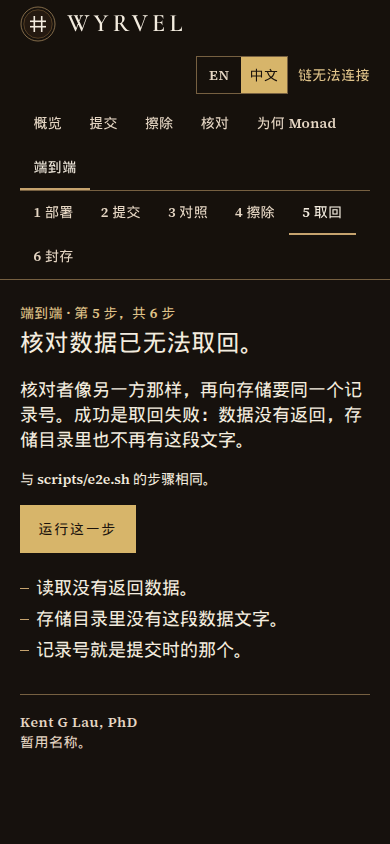 WYRVEL
EN 中文 链无法连接
概览 提交 擦除 核对 为何 Monad
端到端
1 部署 2 提交 3 对照 4 擦除 5 取回
6 封存
端到端 · 第 5 步，共 6 步
核对数据已无法取回。
核对者像另一方那样，再向存储要同一个记
录号。成功是取回失败：数据没有返回，存
储目录里也不再有这段文字。
与 scripts/e2e.sh 的步骤相同。
运行这一步
– 读取没有返回数据。
– 存储目录里没有这段数据文字。
– 记录号就是提交时的那个。
Kent G Lau, PhD
暂用名称。